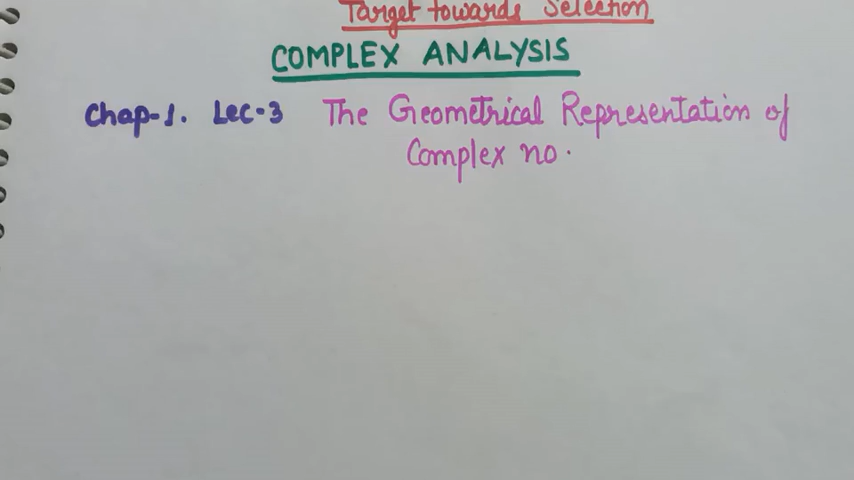 Target towards Selection
COMPLEX ANALYSIS
Chap-1. Lec-3 The Geometrical Representation of
Complex no.